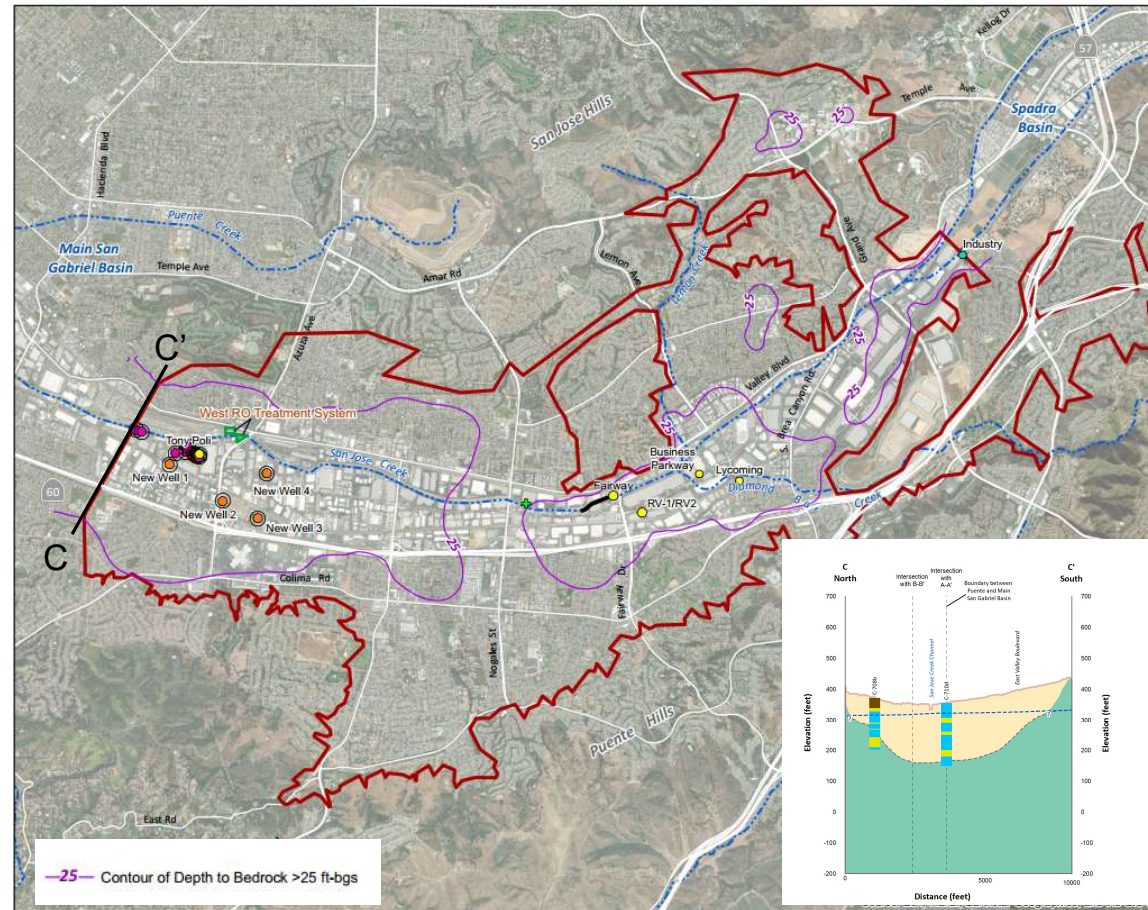 Kellog Dr
57
Temple Ave
Spadra
Basin
San Jose Hills
25
25
Hacienda Blvd
Puente Creek
Main San
Gabriel Basin
Temple Ave
Amar Rd
Lemon Ave
Lemon Creek
Grand Ave
Industry
25
25
25
Azusa Ave
C'
Valley Blvd
S. Brea Canyon Rd
West RO Treatment System
25
Tony Poli
San Jose Creek
Business
Parkway
Lycoming
New Well 1
New Well 4
Fairway
Diamond Bar Creek
60
New Well 2
RV-1/RV2
New Well 3
25
C
Colima Rd
Fairway Dr
Nogales St
Puente Hills
East Rd
25 Contour of Depth to Bedrock >25 ft-bgs
C
North
Intersection
with B-B'
Intersection
with
A-A'
Boundary between
Puente and Main
San Gabriel Basin
C'
South
700
600
500
400
300
200
100
0
-100
-200
700
600
500
400
300
200
100
0
-100
-200
Elevation (feet)
Elevation (feet)
San Jose Creek Channel
East Valley Boulevard
C-708b
C-710d
?
?
0
5000
10000
Distance (feet)